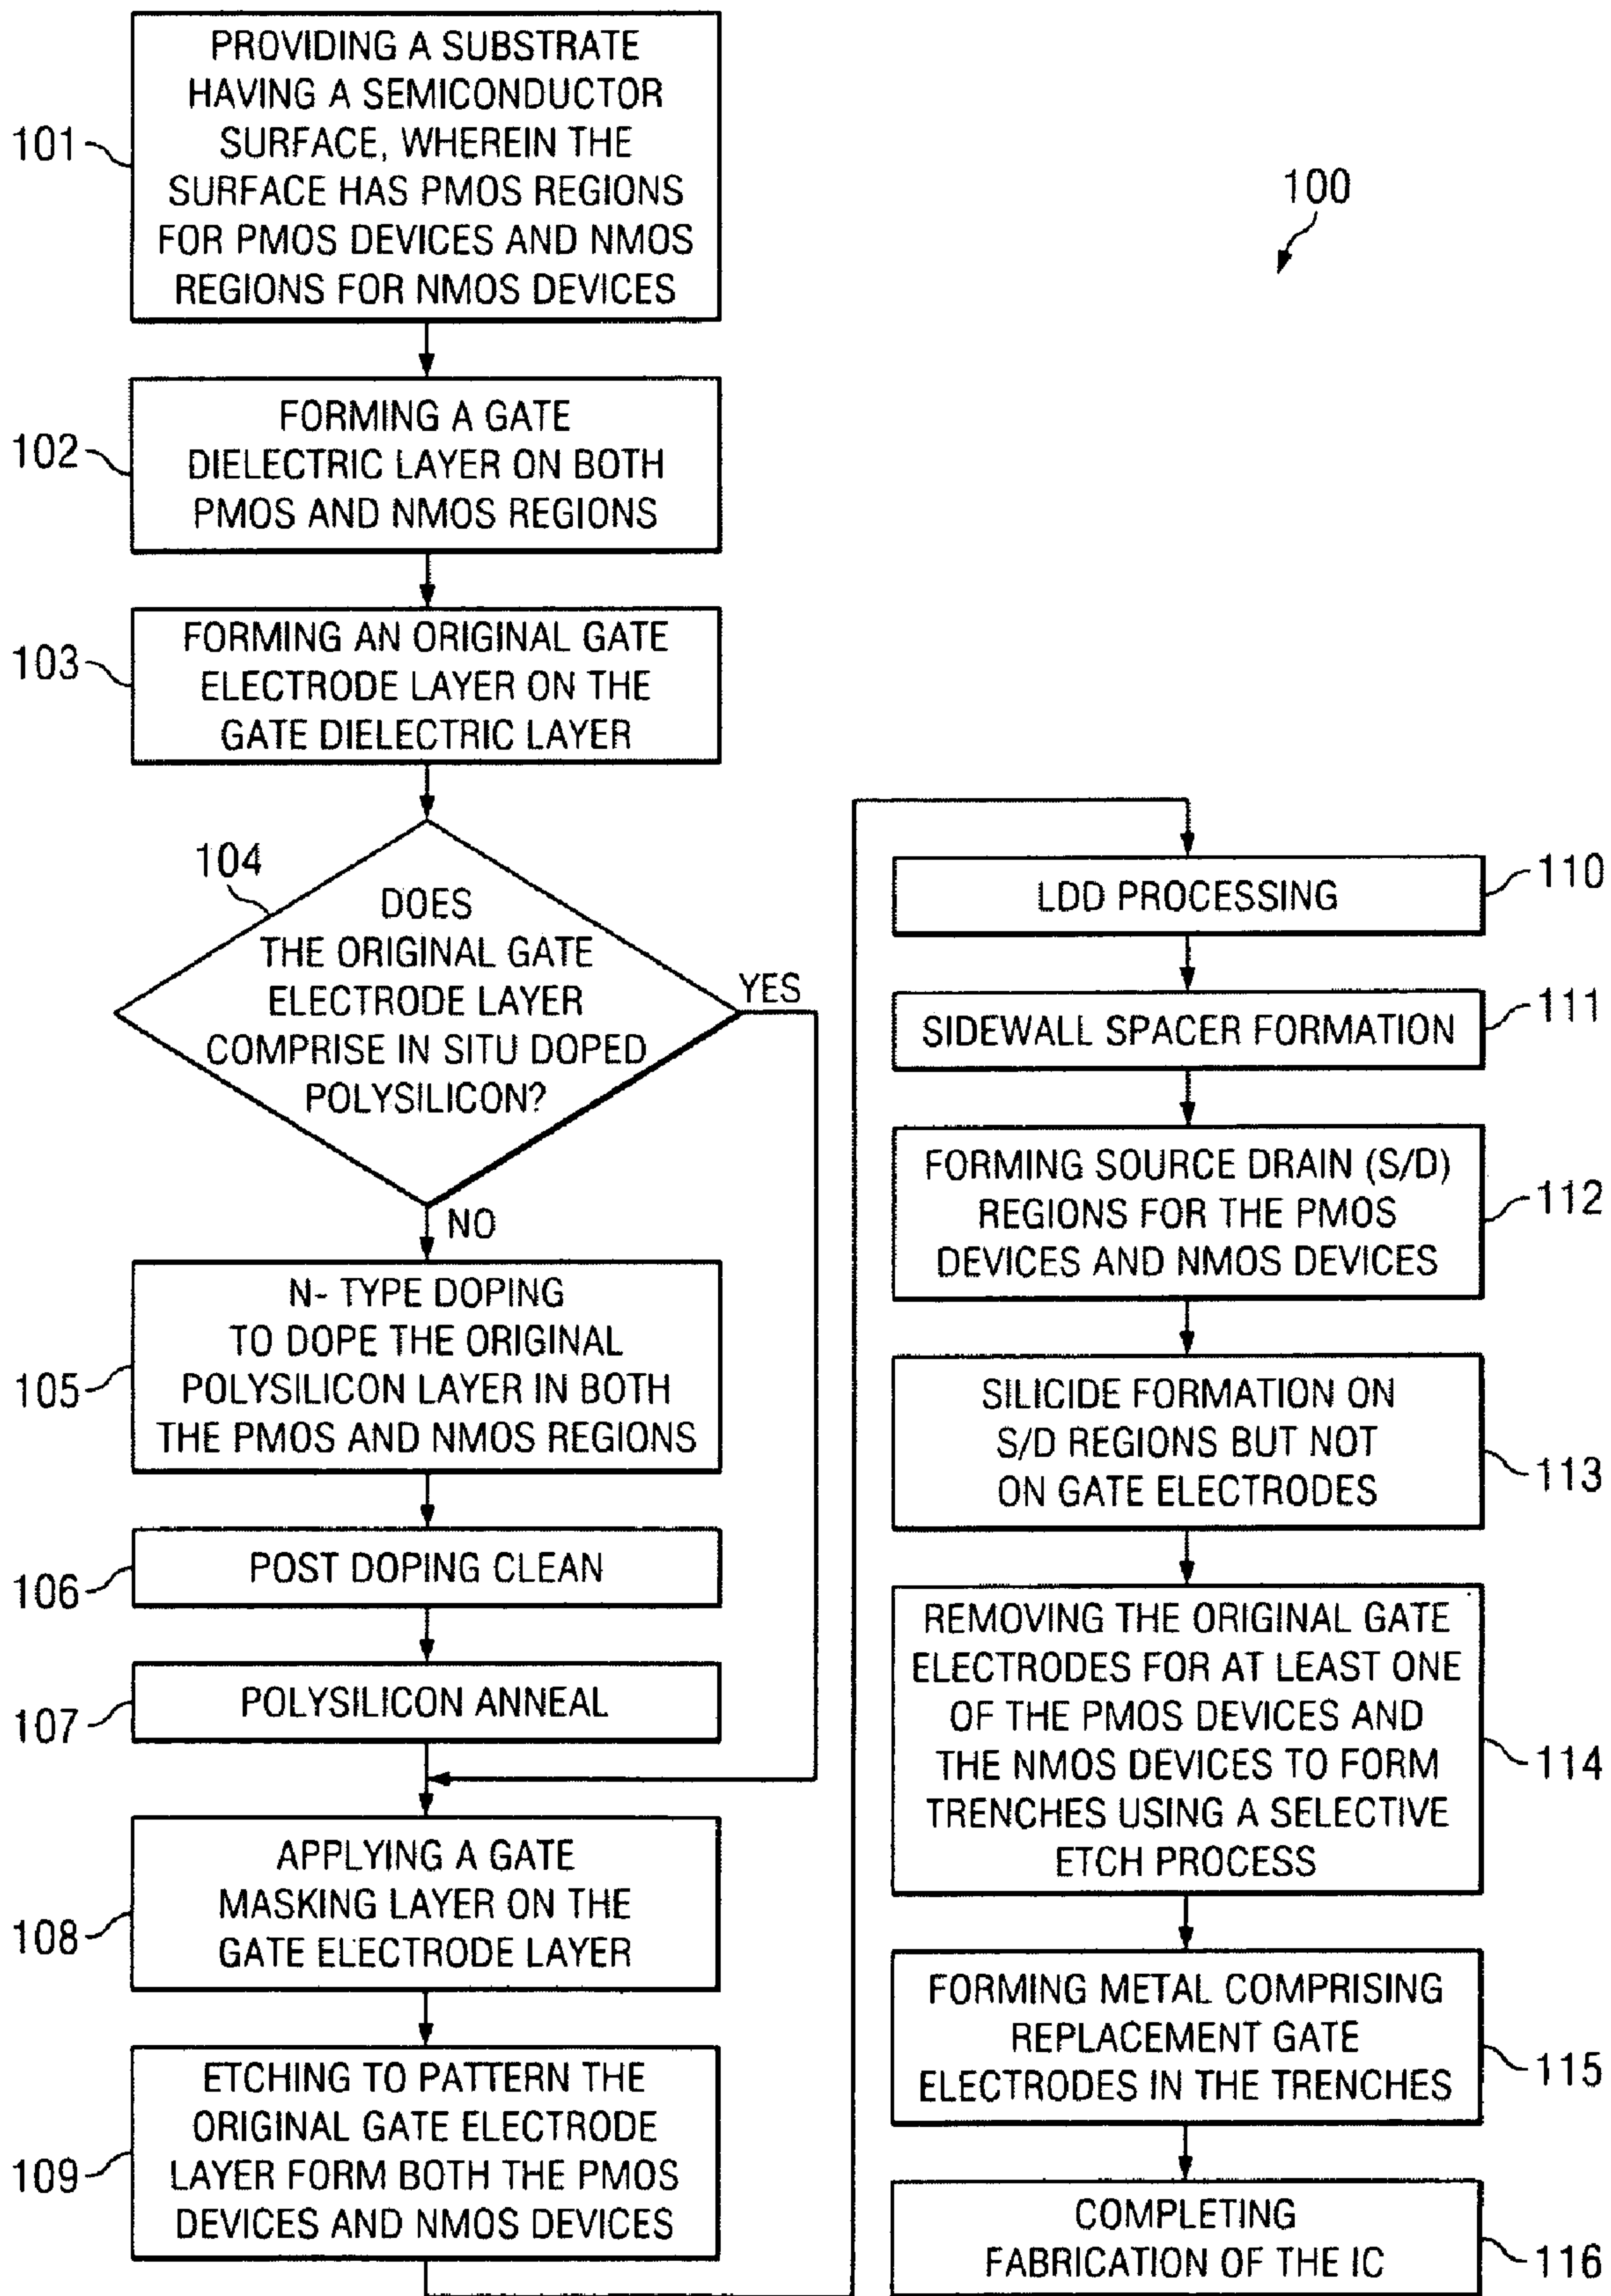 100
101
PROVIDING A SUBSTRATE
HAVING A SEMICONDUCTOR
SURFACE, WHEREIN THE
SURFACE HAS PMOS REGIONS
FOR PMOS DEVICES AND NMOS
REGIONS FOR NMOS DEVICES
102
FORMING A GATE
DIELECTRIC LAYER ON BOTH
PMOS AND NMOS REGIONS
103
FORMING AN ORIGINAL GATE
ELECTRODE LAYER ON THE
GATE DIELECTRIC LAYER
104
DOES
THE ORIGINAL GATE
ELECTRODE LAYER
COMPRISE IN SITU DOPED
POLYSILICON?
YES
NO
105
N- TYPE DOPING
TO DOPE THE ORIGINAL
POLYSILICON LAYER IN BOTH
THE PMOS AND NMOS REGIONS
106
POST DOPING CLEAN
107
POLYSILICON ANNEAL
108
APPLYING A GATE
MASKING LAYER ON THE
GATE ELECTRODE LAYER
109
ETCHING TO PATTERN THE
ORIGINAL GATE ELECTRODE
LAYER FORM BOTH THE PMOS
DEVICES AND NMOS DEVICES
LDD PROCESSING
110
SIDEWALL SPACER FORMATION
111
FORMING SOURCE DRAIN (S/D)
REGIONS FOR THE PMOS
DEVICES AND NMOS DEVICES
112
SILICIDE FORMATION ON
S/D REGIONS BUT NOT
ON GATE ELECTRODES
113
REMOVING THE ORIGINAL GATE
ELECTRODES FOR AT LEAST ONE
OF THE PMOS DEVICES AND
THE NMOS DEVICES TO FORM
TRENCHES USING A SELECTIVE
ETCH PROCESS
114
FORMING METAL COMPRISING
REPLACEMENT GATE
ELECTRODES IN THE TRENCHES
115
COMPLETING
FABRICATION OF THE IC
116